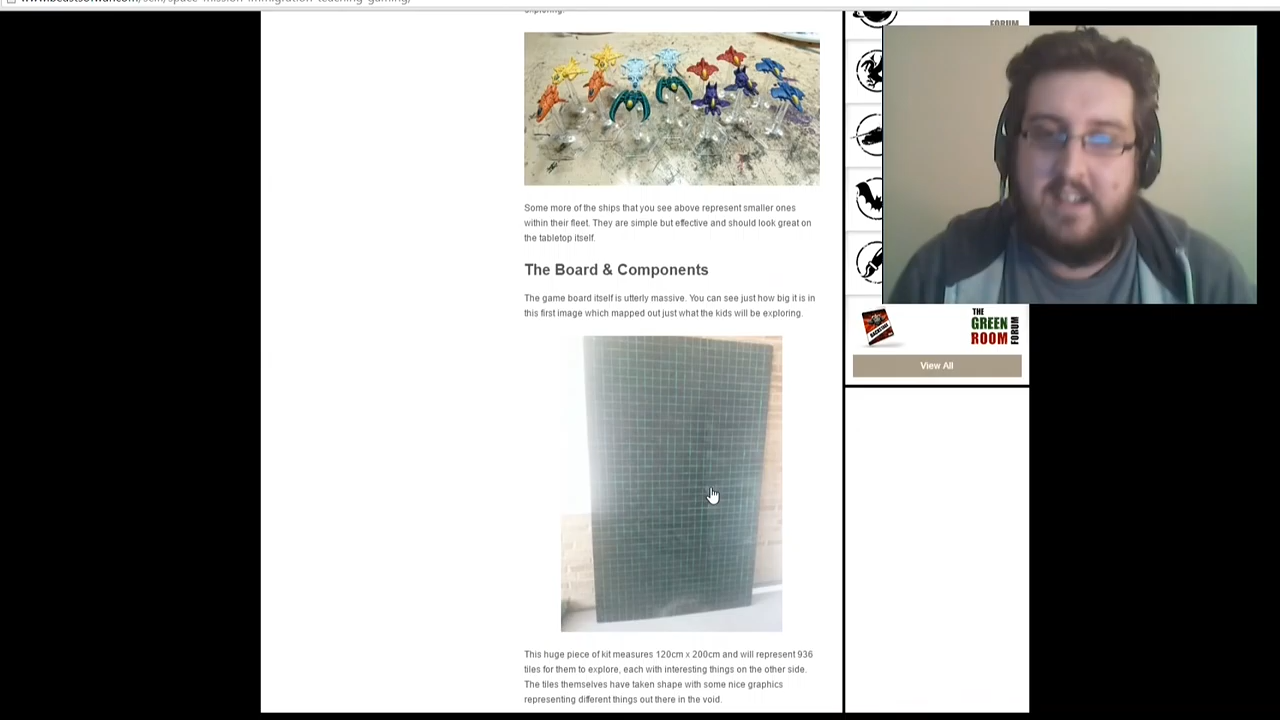 FORUM
Some more of the ships that you see above represent smaller ones
within their fleet. They are simple but effective and should look great on
the tabletop itself.
The Board & Components
The game board itself is utterly massive. You can see just how big it is in
this first image which mapped out just what the kids will be exploring.
THE
GREEN
ROOM
FORUM
View All
This huge piece of kit measures 120cm x 200cm and will represent 936
tiles for them to explore, each with interesting things on the other side.
The tiles themselves have taken shape with some nice graphics
representing different things out there in the void.